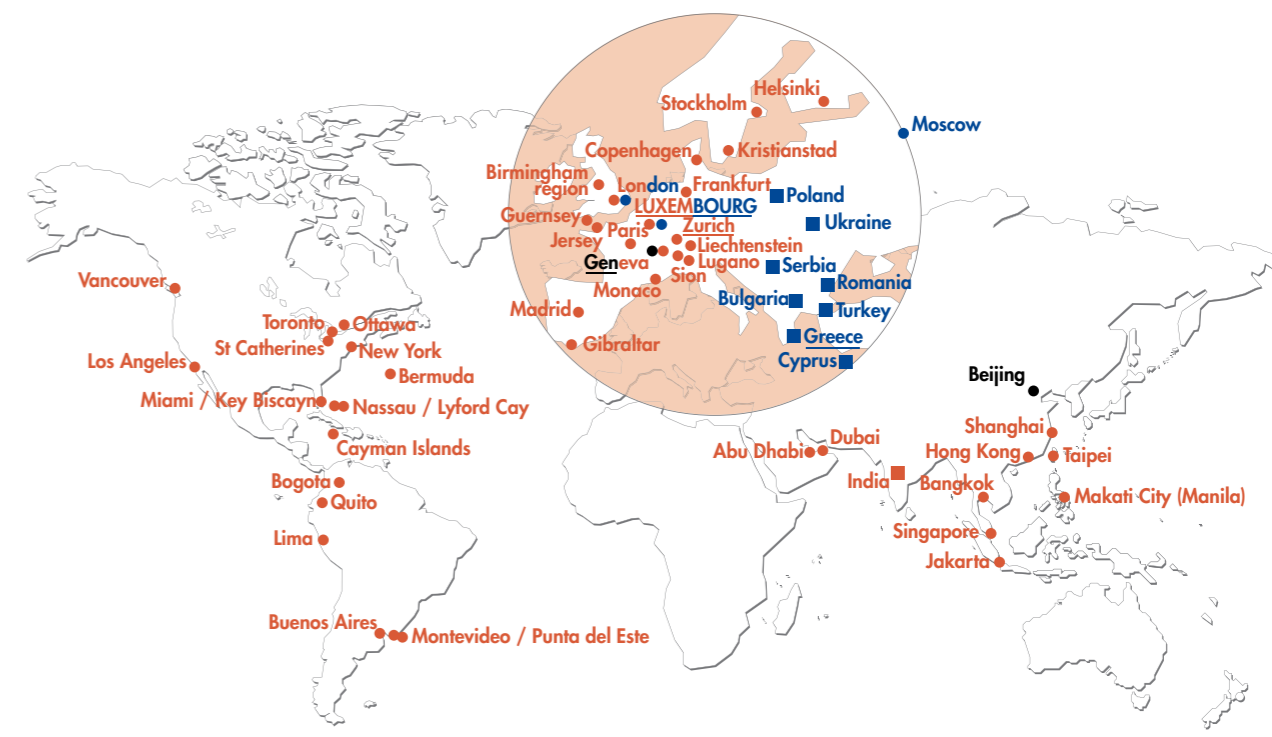 Helsinki
Stockholm
Moscow
Copenhagen
Kristianstad
Birmingham
region
London
Frankfurt
Poland
LUXEMBOURG
Guernsey
Paris
Zurich
Ukraine
Jersey
Liechtenstein
Geneva
Lugano
Serbia
Sion
Vancouver
Monaco
Romania
Bulgaria
Madrid
Turkey
Toronto
Ottawa
St Catherines
New York
Gibraltar
Greece
Los Angeles
Cyprus
Bermuda
Beijing
Miami / Key Biscayn
Nassau / Lyford Cay
Shanghai
Cayman Islands
Dubai
Abu Dhabi
Hong Kong
Taipei
Bogota
India
Bangkok
Quito
Makati City (Manila)
Lima
Singapore
Jakarta
Buenos Aires
Montevideo / Punta del Este